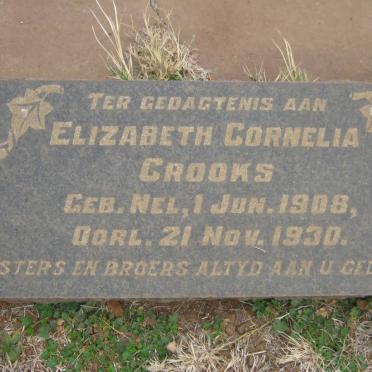 TER GEDAGTENIS AAN
ELIZABETH CORNELIA
CROOKS
GEB. NEL, 1 JUN. 1908,
OORL. 21 NOV. 1930.
STERS EN BROERS ALTYD AAN U GED